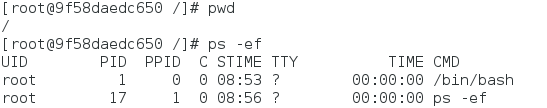 [root@9f58daedc650 /]# pwd
/
[root@9f58daedc650 /]# ps -ef
UID        PID  PPID  C STIME TTY          TIME CMD
root         1     0  0 08:53 ?        00:00:00 /bin/bash
root        17     1  0 08:56 ?        00:00:00 ps -ef